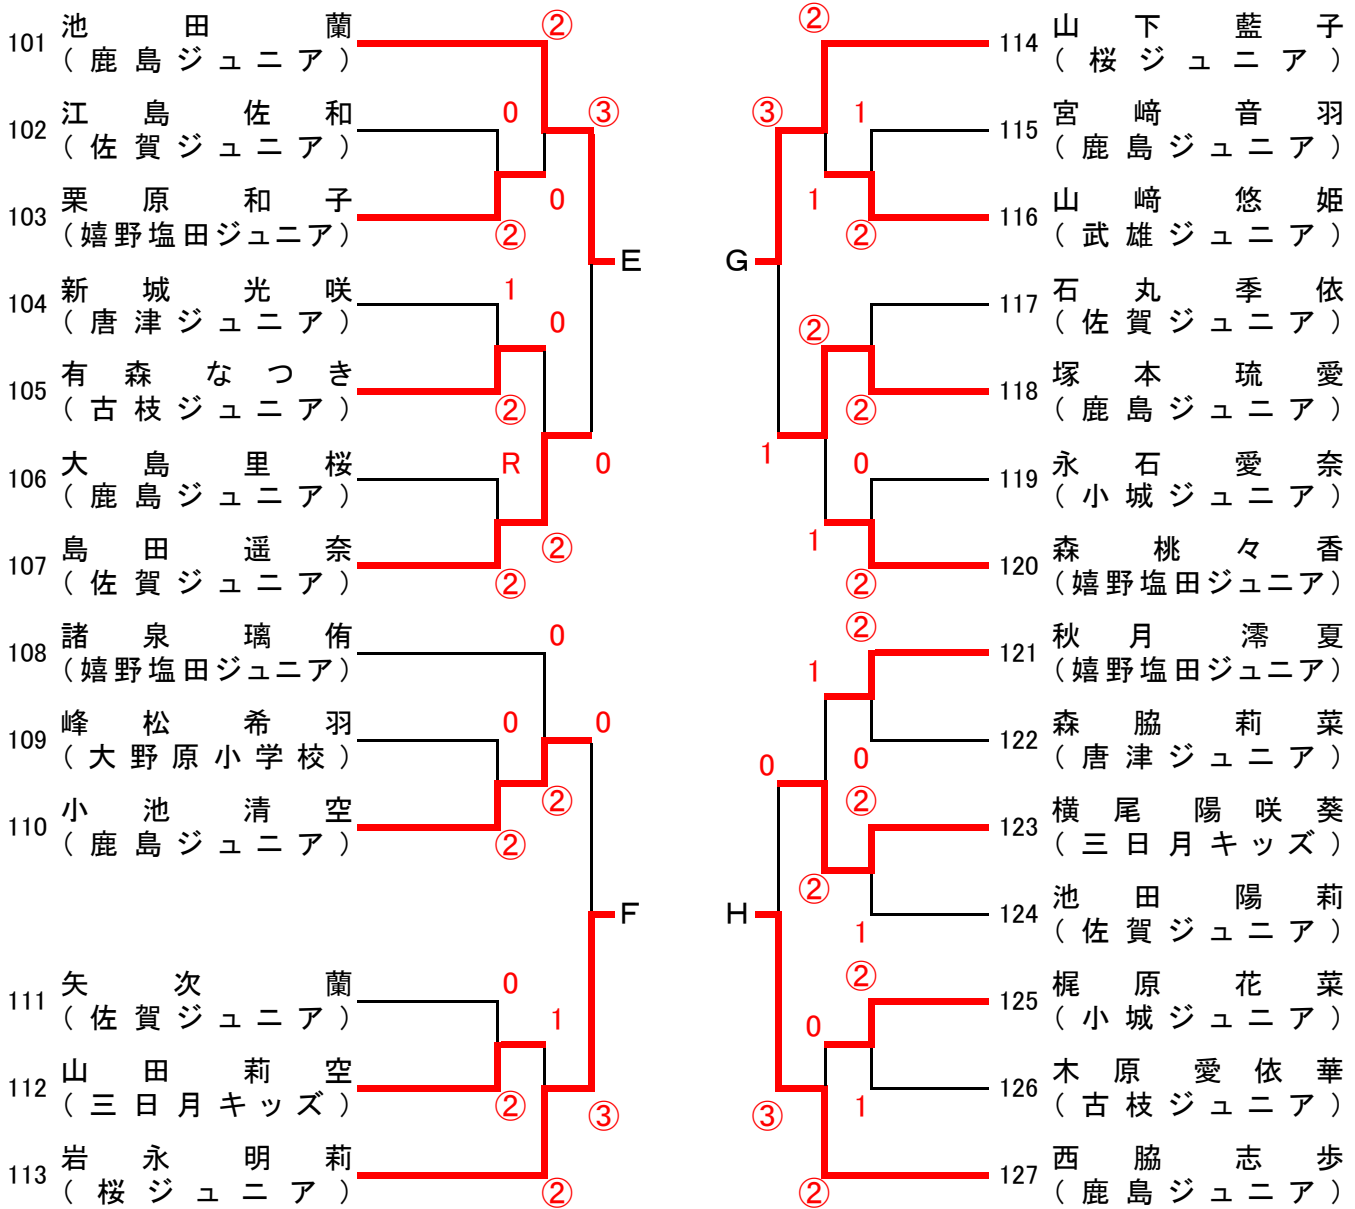 101 池田蘭
(鹿島ジュニア)
102 江島佐和
(佐賀ジュニア)
103 栗原和子
(嬉野塩田ジュニア)
104 新城光咲
(唐津ジュニア)
105 有森なつき
(古枝ジュニア)
106 大島里桜
(鹿島ジュニア)
107 島田遥奈
(佐賀ジュニア)
108 諸泉璃侑
(嬉野塩田ジュニア)
109 峰松希羽
(大野原小学校)
110 小池清空
(鹿島ジュニア)
111 矢次蘭
(佐賀ジュニア)
112 山田莉空
(三日月キッズ)
113 岩永明莉
(桜ジュニア)
②
0
③
0
②
E
1
0
②
R
0
②
②
0
0
0
②
②
F
0
1
②
③
②
②
③
1
1
②
G
②
②
1
0
1
②
②
1
0
0
②
②
H
1
②
0
1
③
②
114 山下藍子
(桜ジュニア)
115 宮﨑音羽
(鹿島ジュニア)
116 山﨑悠姫
(武雄ジュニア)
117 石丸季依
(佐賀ジュニア)
118 塚本琉愛
(鹿島ジュニア)
119 永石愛奈
(小城ジュニア)
120 森桃々香
(嬉野塩田ジュニア)
121 秋月澪夏
(嬉野塩田ジュニア)
122 森脇莉菜
(唐津ジュニア)
123 横尾陽咲葵
(三日月キッズ)
124 池田陽莉
(佐賀ジュニア)
125 梶原花菜
(小城ジュニア)
126 木原愛依華
(古枝ジュニア)
127 西脇志歩
(鹿島ジュニア)